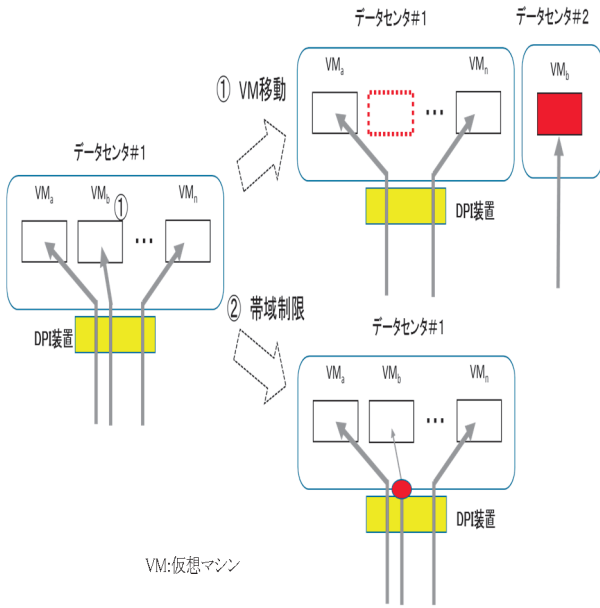 データセンタ#1
データセンタ#2
VMa
VMn
VMb
① VM移動
…
データセンタ#1
VMa
VMb
①
VMn
…
DPI装置
DPI装置
② 帯域制限
データセンタ#1
VMa
VMb
VMn
…
DPI装置
VM:仮想マシン